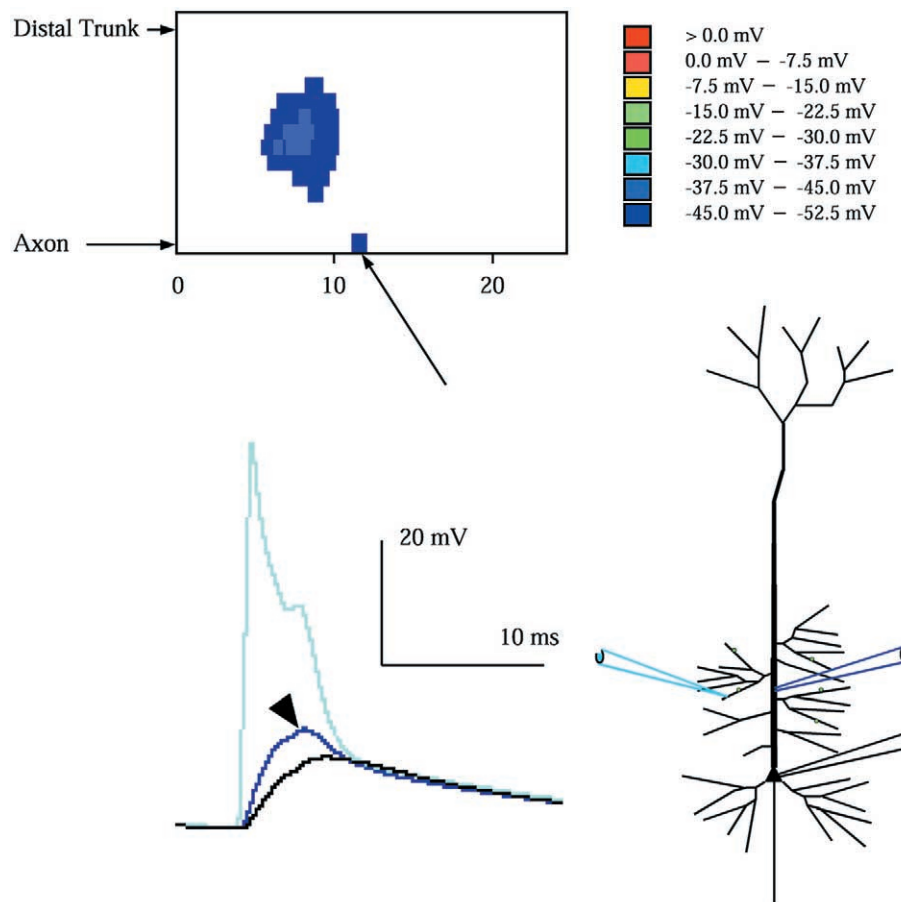 Distal Trunk
Axon
0 10 20
> 0.0 mV
0.0 mV – -7.5 mV
-7.5 mV – -15.0 mV
-15.0 mV – -22.5 mV
-22.5 mV – -30.0 mV
-30.0 mV – -37.5 mV
-37.5 mV – -45.0 mV
-45.0 mV – -52.5 mV
20 mV
10 ms